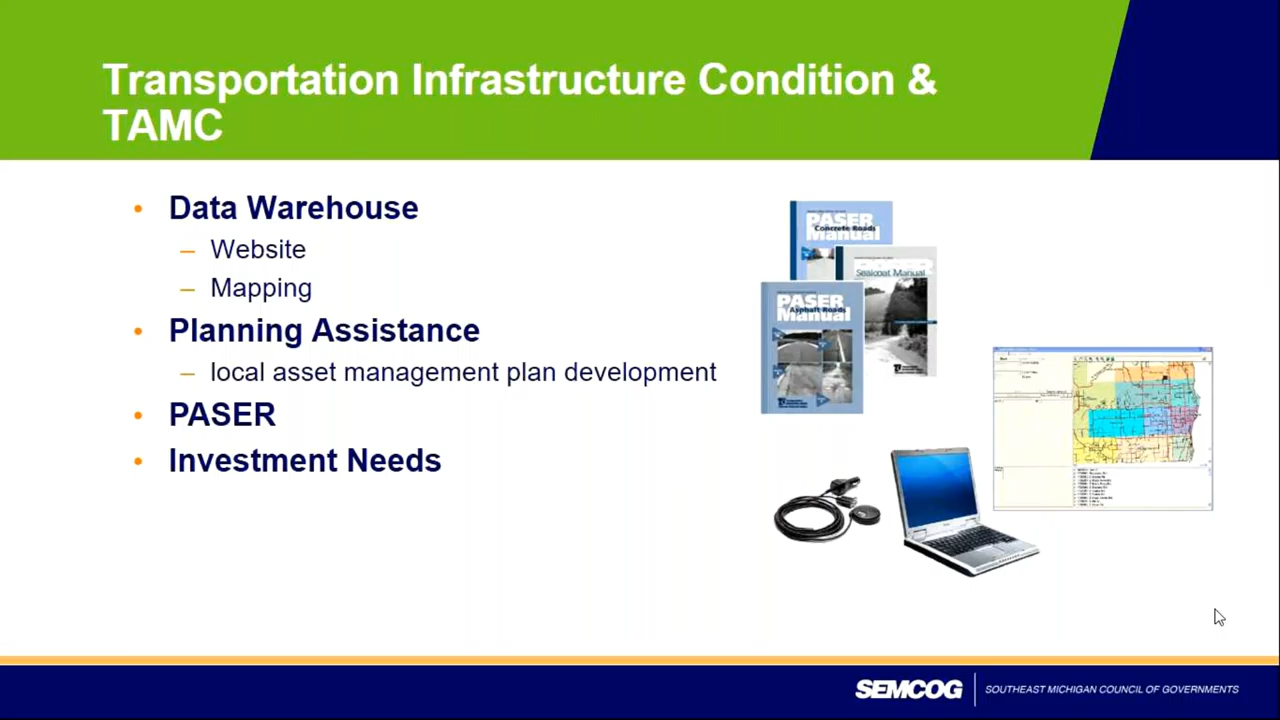 Transportation Infrastructure Condition &
TAMC
• Data Warehouse
– Website
– Mapping
• Planning Assistance
– local asset management plan development
• PASER
• Investment Needs
PASER
Manual
Concrete Roads
Sealcoat Manual
PASER
Manual
Asphalt Roads
SEMCOG
SOUTHEAST MICHIGAN COUNCIL OF GOVERNMENTS